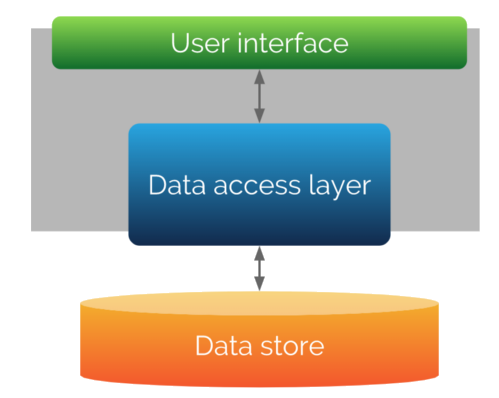 User interface
Data access layer
Data store